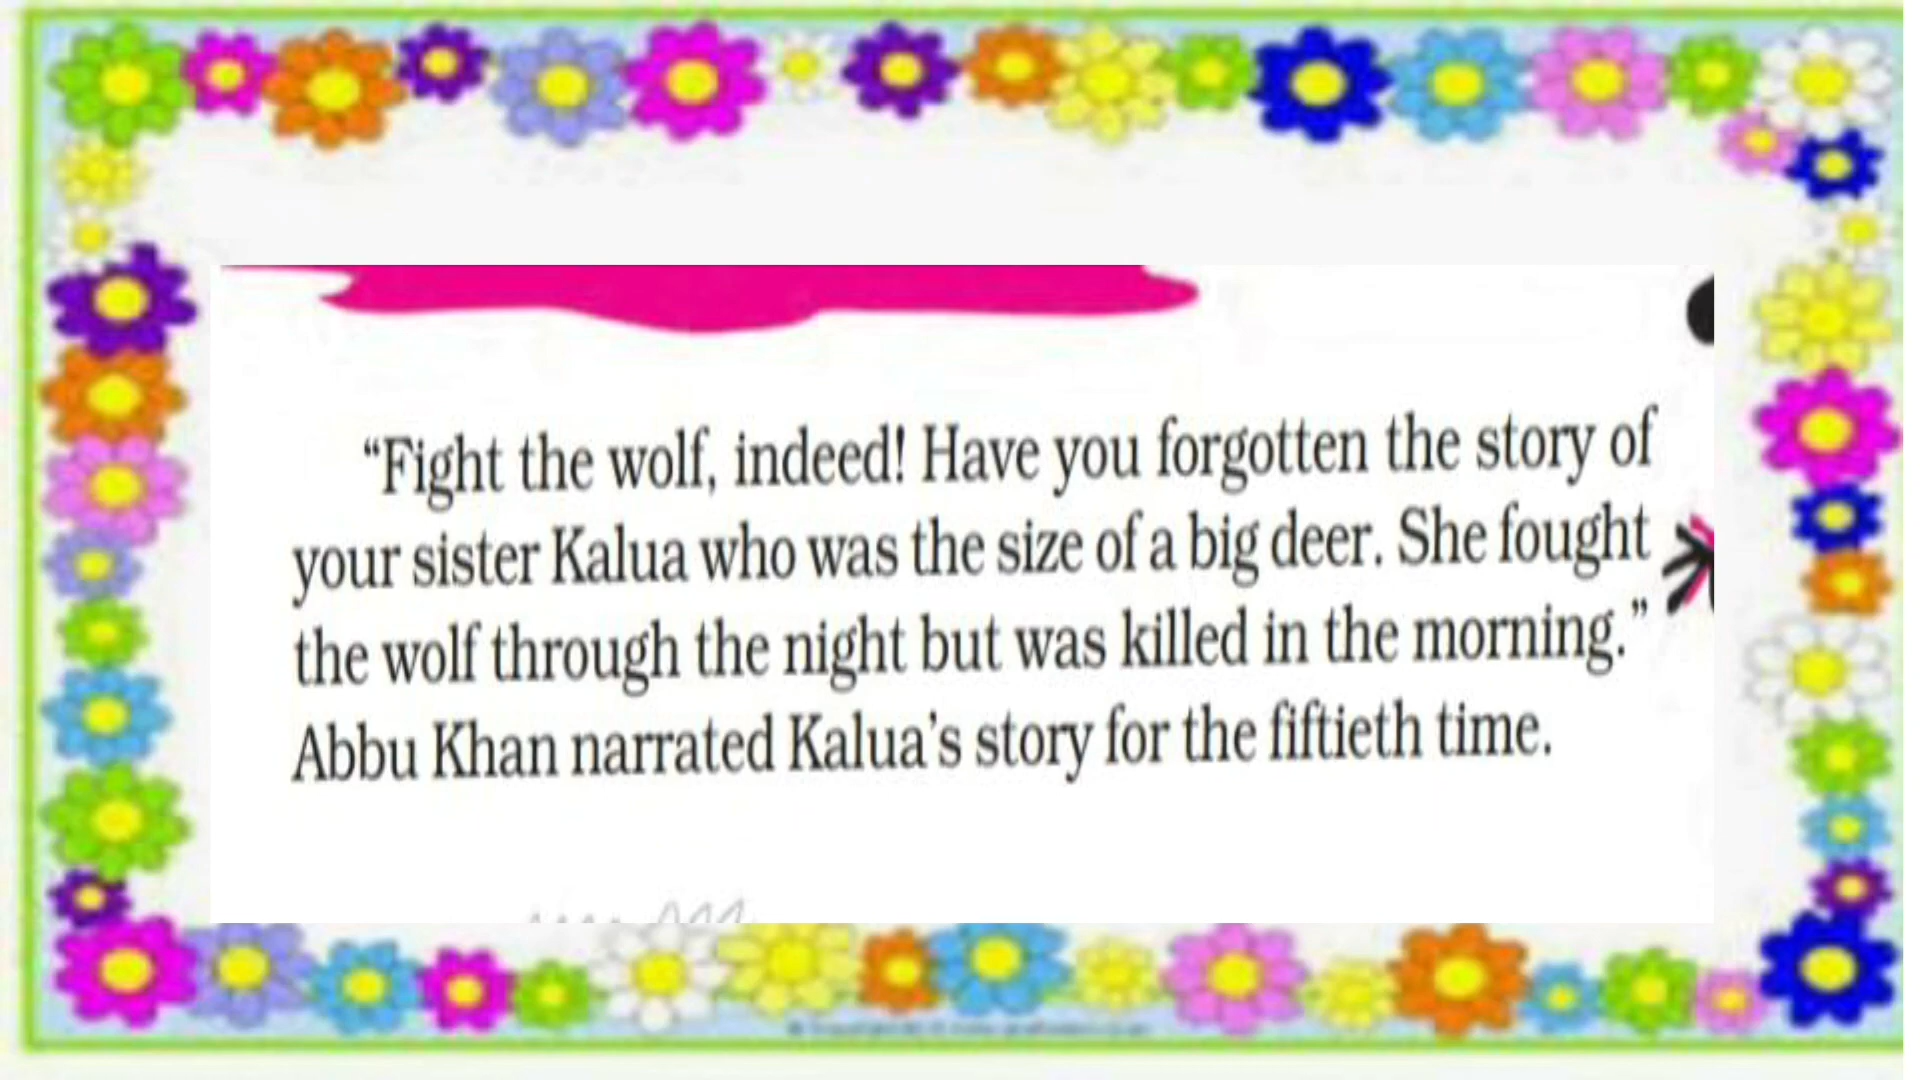 “Fight the wolf, indeed! Have you forgotten the story of
your sister Kalua who was the size of a big deer. She fought
the wolf through the night but was killed in the morning.”
Abbu Khan narrated Kalua’s story for the fiftieth time.